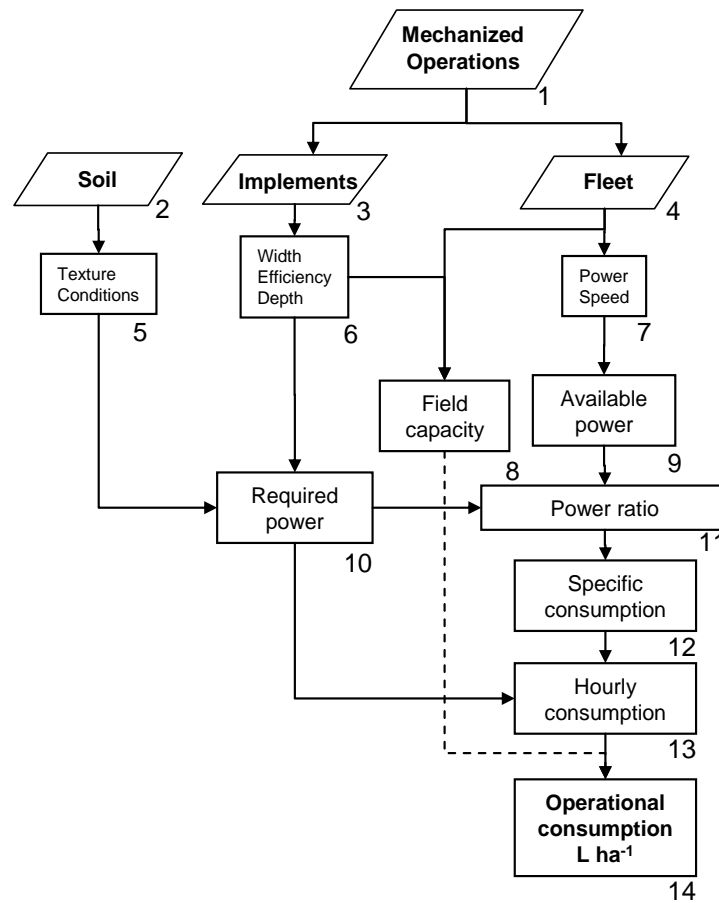 Mechanized
Operations
1
Soil
2
Implements
3
Fleet
4
Texture
Conditions
5
Width
Efficiency
Depth
6
Power
Speed
7
Field
capacity
8
Available
power
9
Required
power
10
Power ratio
11
Specific
consumption
12
Hourly
consumption
13
Operational
consumption
L ha⁻¹
14